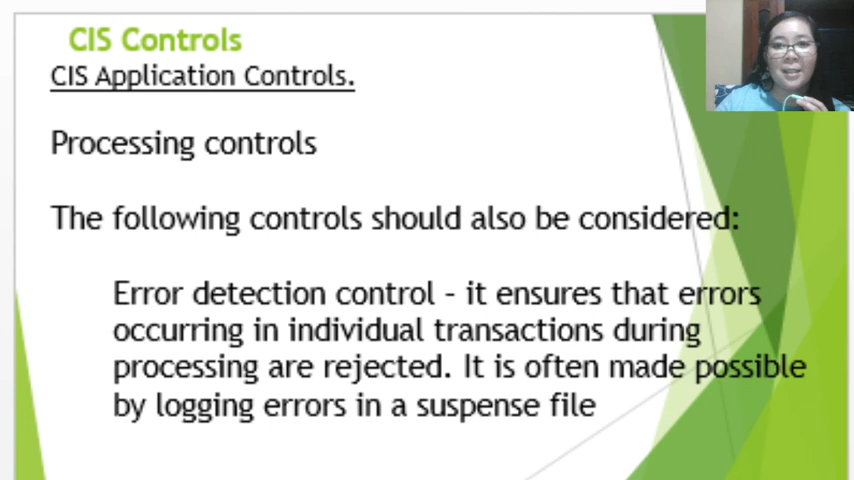 CIS Controls
CIS Application Controls.
Processing controls
The following controls should also be considered:
Error detection control – it ensures that errors
occurring in individual transactions during
processing are rejected. It is often made possible
by logging errors in a suspense file